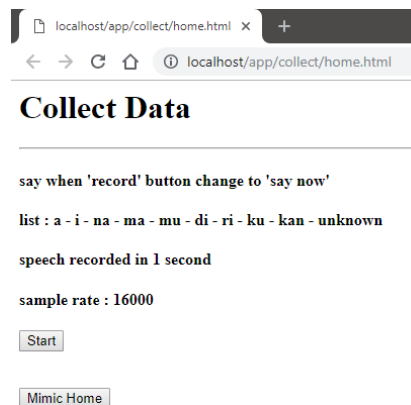 localhost/app/collect/home.html
localhost/app/collect/home.html
Collect Data
say when 'record' button change to 'say now'
list : a - i - na - ma - mu - di - ri - ku - kan - unknown
speech recorded in 1 second
sample rate : 16000
Start
Mimic Home